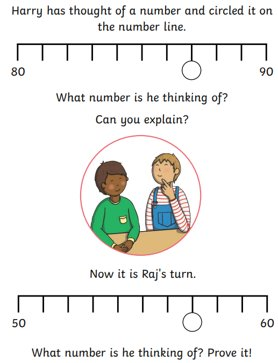 Harry has thought of a number and circled it on
the number line.
80 90
What number is he thinking of?
Can you explain?
Now it is Raj's turn.
50 60
What number is he thinking of? Prove it!